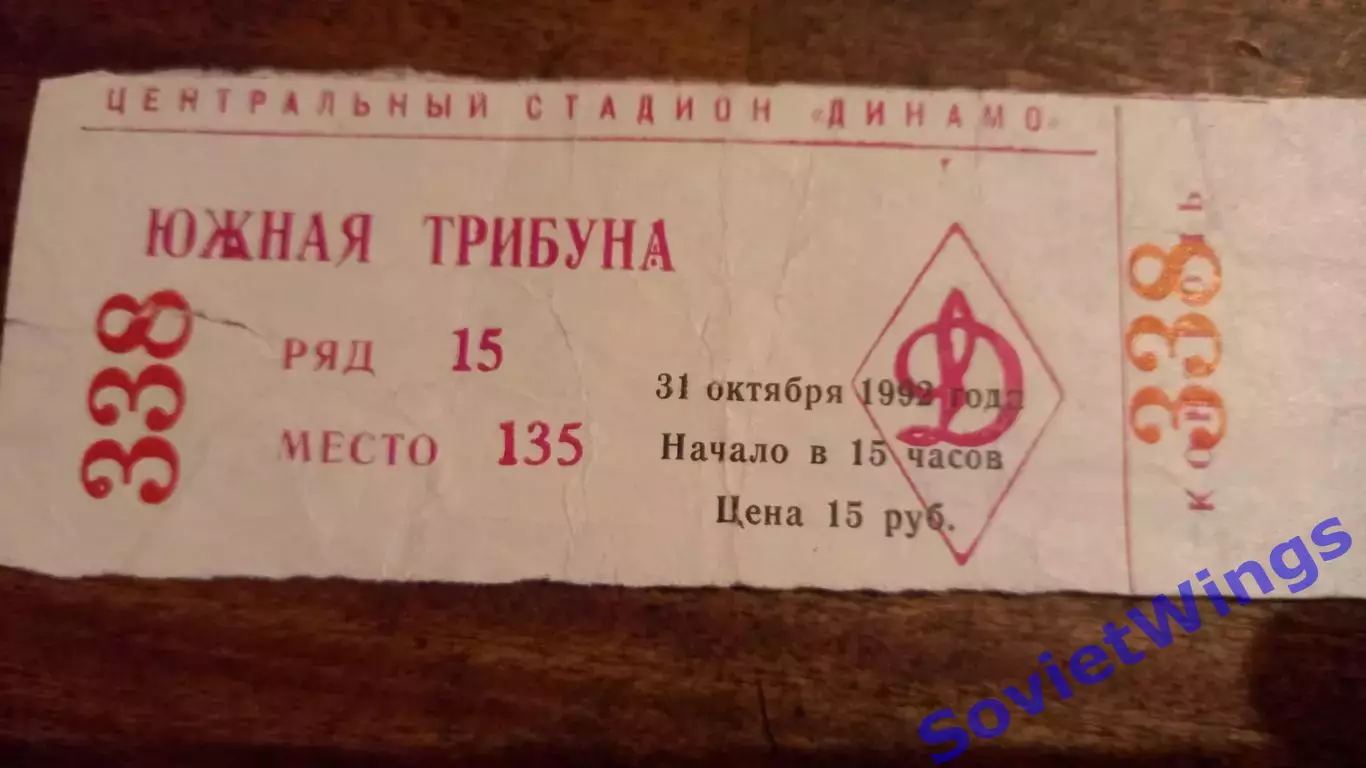 ЦЕНТРАЛЬНЫЙ СТАДИОН «ДИНАМО»
ЮЖНАЯ ТРИБУНА
338
РЯД 15
МЕСТО 135
31 октября 1992 года
Начало в 15 часов
Цена 15 руб.
Д
338
SovietWings